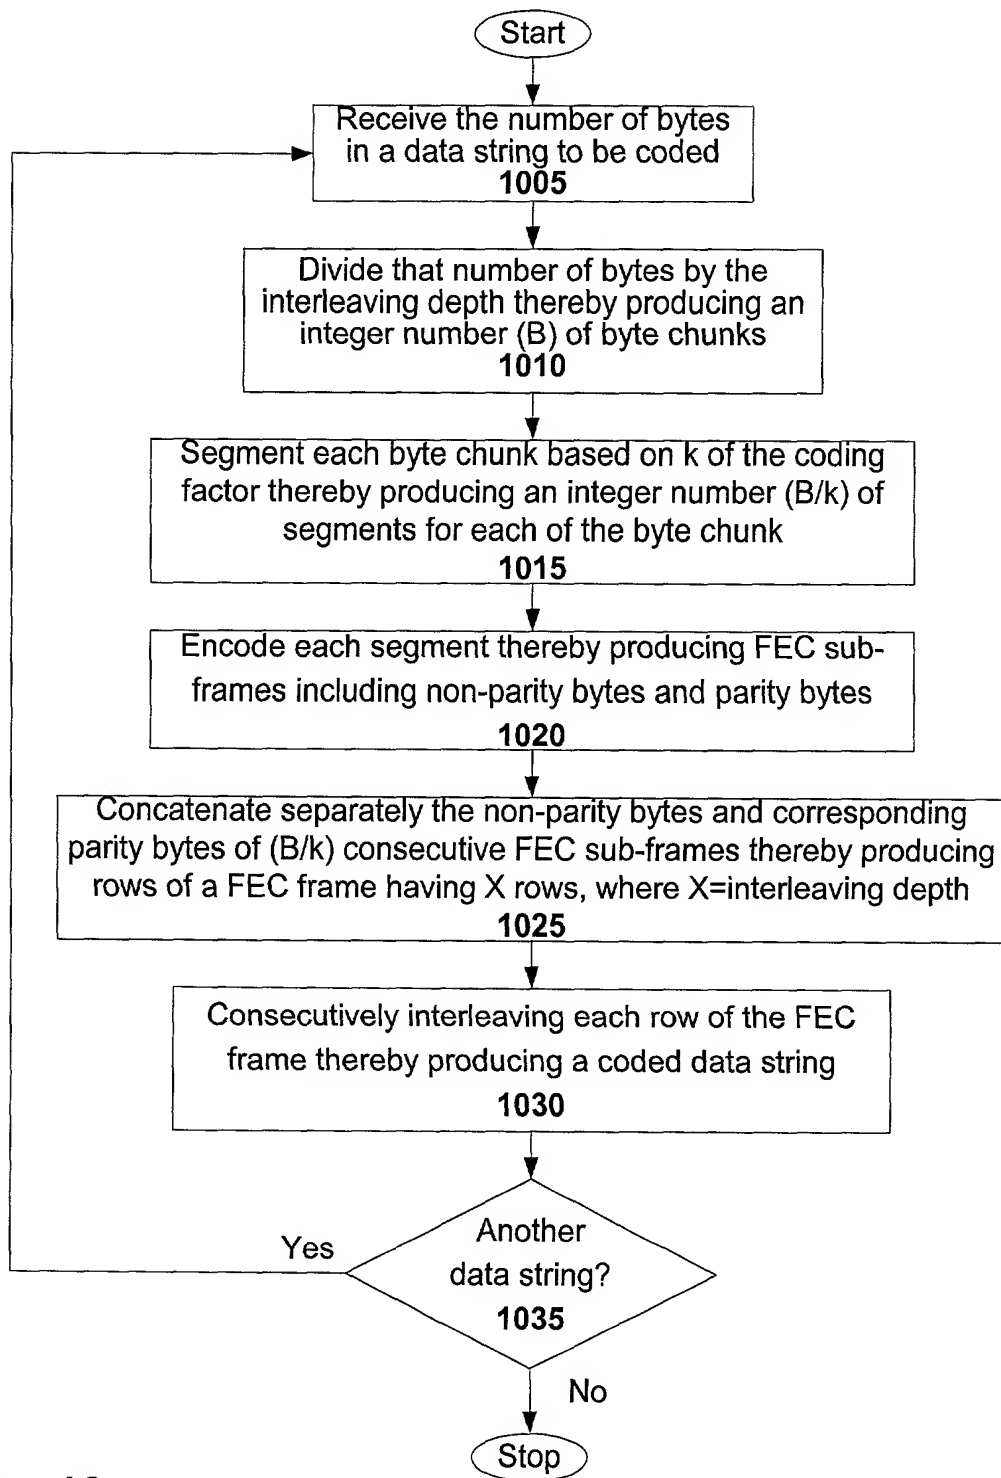 Start
Receive the number of bytes
in a data string to be coded
1005
Divide that number of bytes by the
interleaving depth thereby producing an
integer number (B) of byte chunks
1010
Segment each byte chunk based on k of the coding
factor thereby producing an integer number (B/k) of
segments for each of the byte chunk
1015
Encode each segment thereby producing FEC sub-
frames including non-parity bytes and parity bytes
1020
Concatenate separately the non-parity bytes and corresponding
parity bytes of (B/k) consecutive FEC sub-frames thereby producing
rows of a FEC frame having X rows, where X=interleaving depth
1025
Consecutively interleaving each row of the FEC
frame thereby producing a coded data string
1030
Another
Yes
data string?
1035
No
Stop